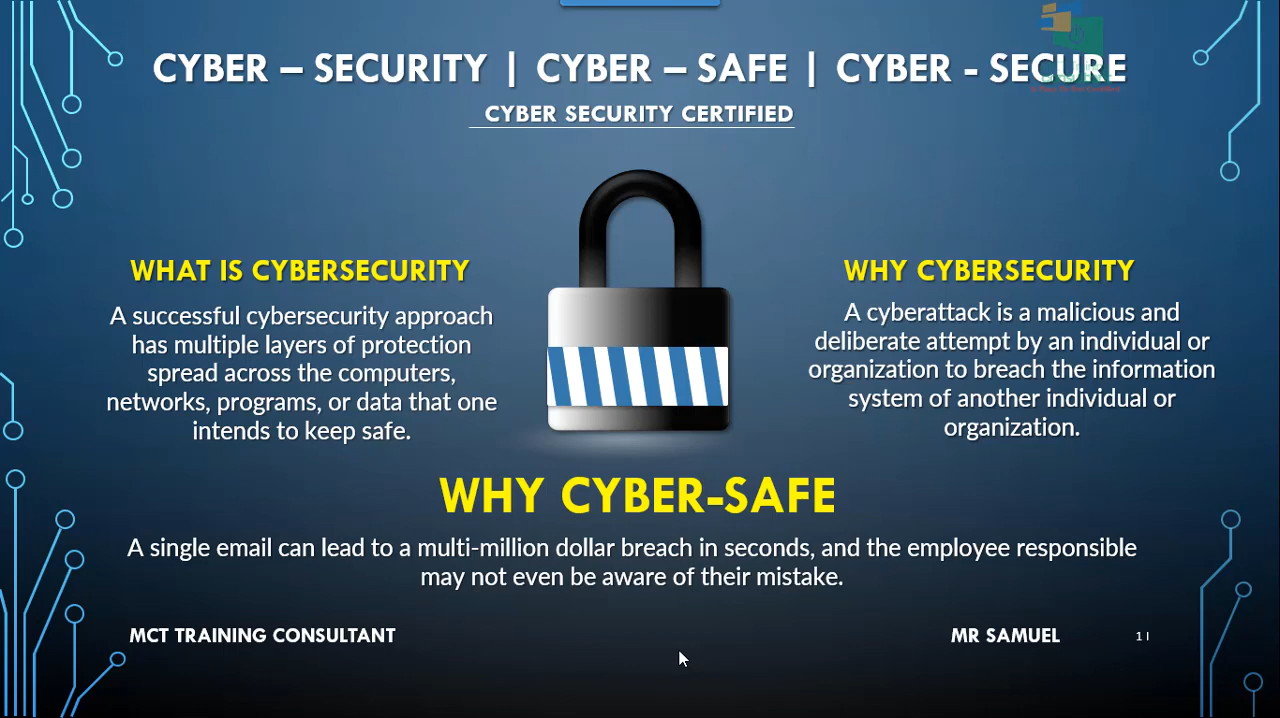 CYBER – SECURITY | CYBER – SAFE | CYBER - SECURE
CYBER SECURITY CERTIFIED
WHAT IS CYBERSECURITY
A successful cybersecurity approach
has multiple layers of protection
spread across the computers,
networks, programs, or data that one
intends to keep safe.
WHY CYBERSECURITY
A cyberattack is a malicious and
deliberate attempt by an individual or
organization to breach the information
system of another individual or
organization.
WHY CYBER-SAFE
A single email can lead to a multi-million dollar breach in seconds, and the employee responsible
may not even be aware of their mistake.
MCT TRAINING CONSULTANT
MR SAMUEL
1 I